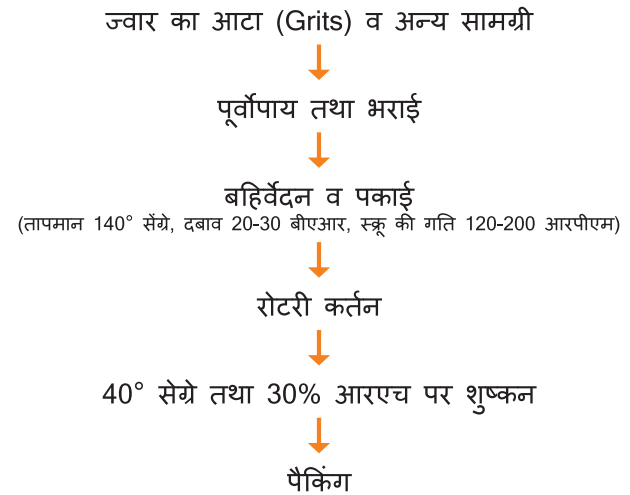 ज्वार का आटा (Grits) व अन्य सामग्री
पूर्वोपाय तथा भराई
बहिर्वेदन व पकाई
(तापमान 140° सेंग्रे, दबाव 20-30 बीएआर, स्क्रू की गति 120-200 आरपीएम)
रोटरी कर्तन
40° सेग्रे तथा 30% आरएच पर शुष्कन
पैकिंग